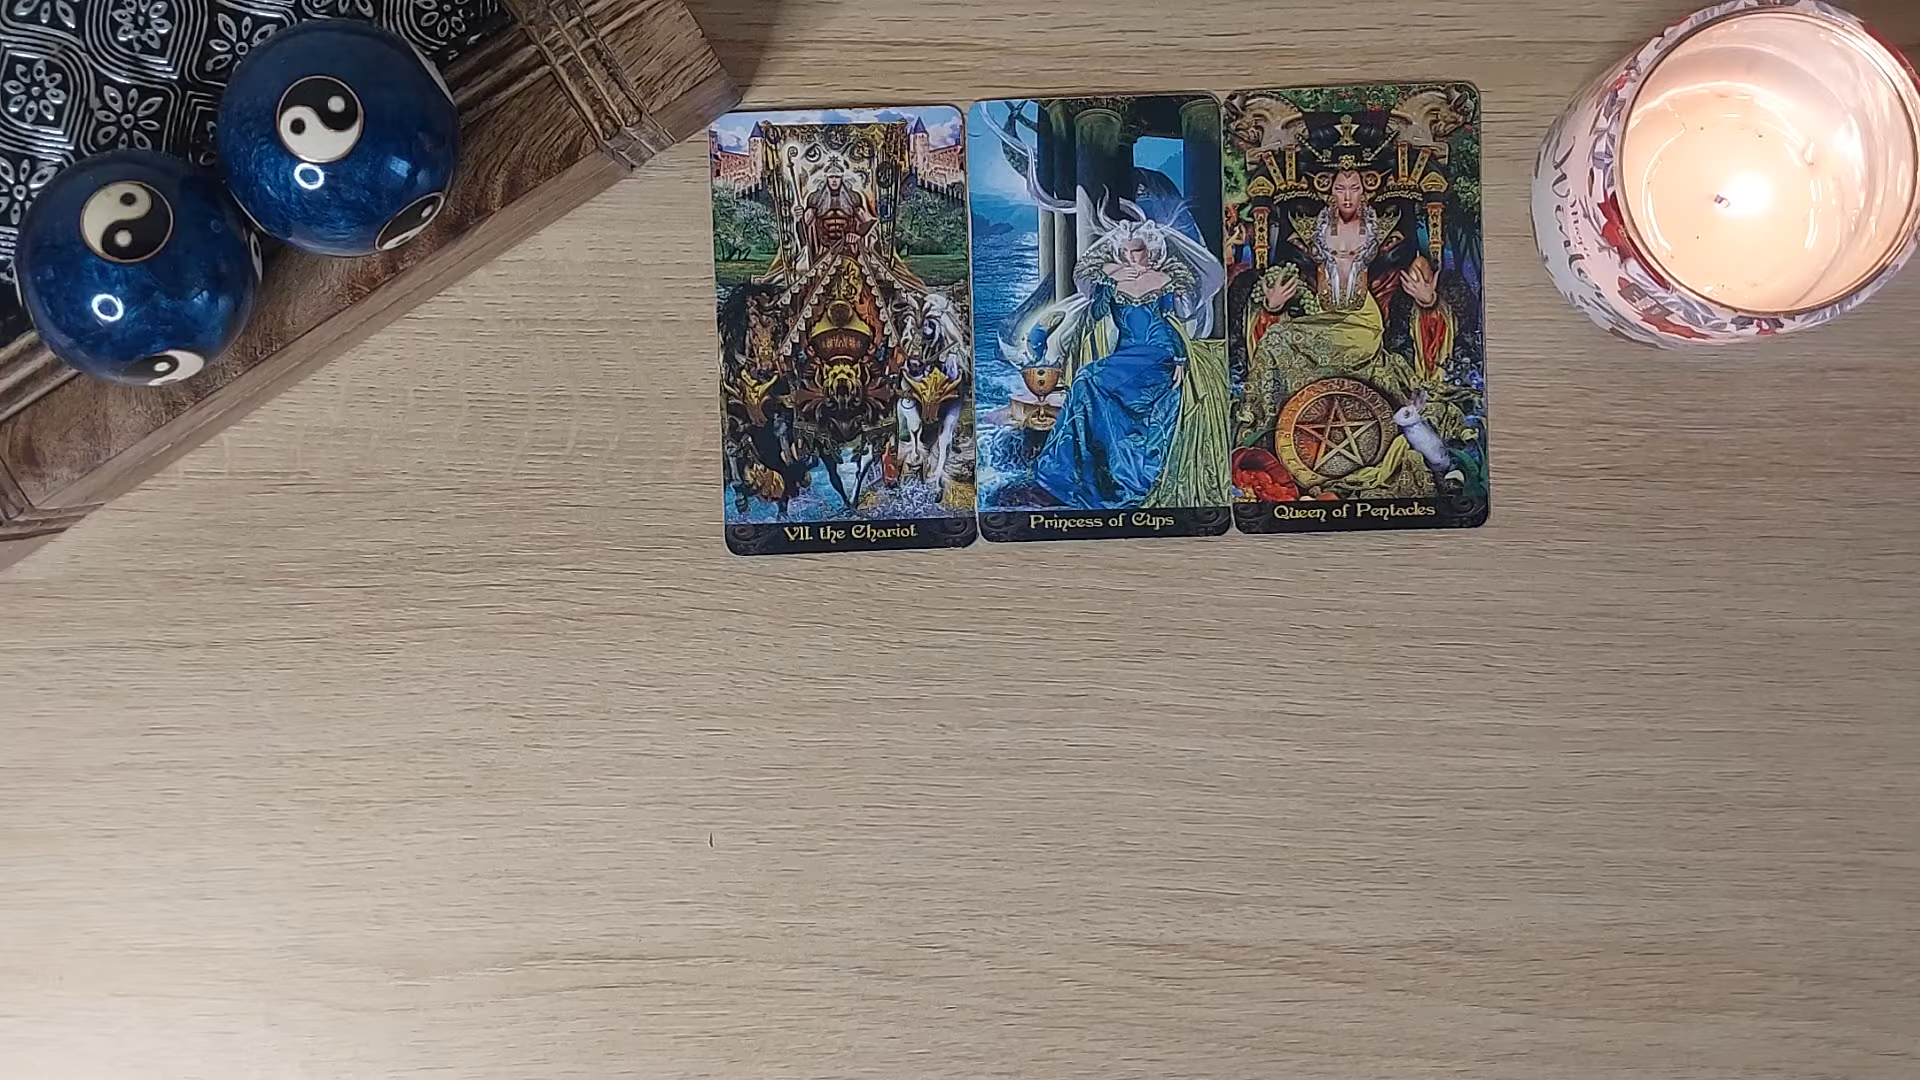 VII. the Chariot
Princess of Cups
Queen of Pentacles